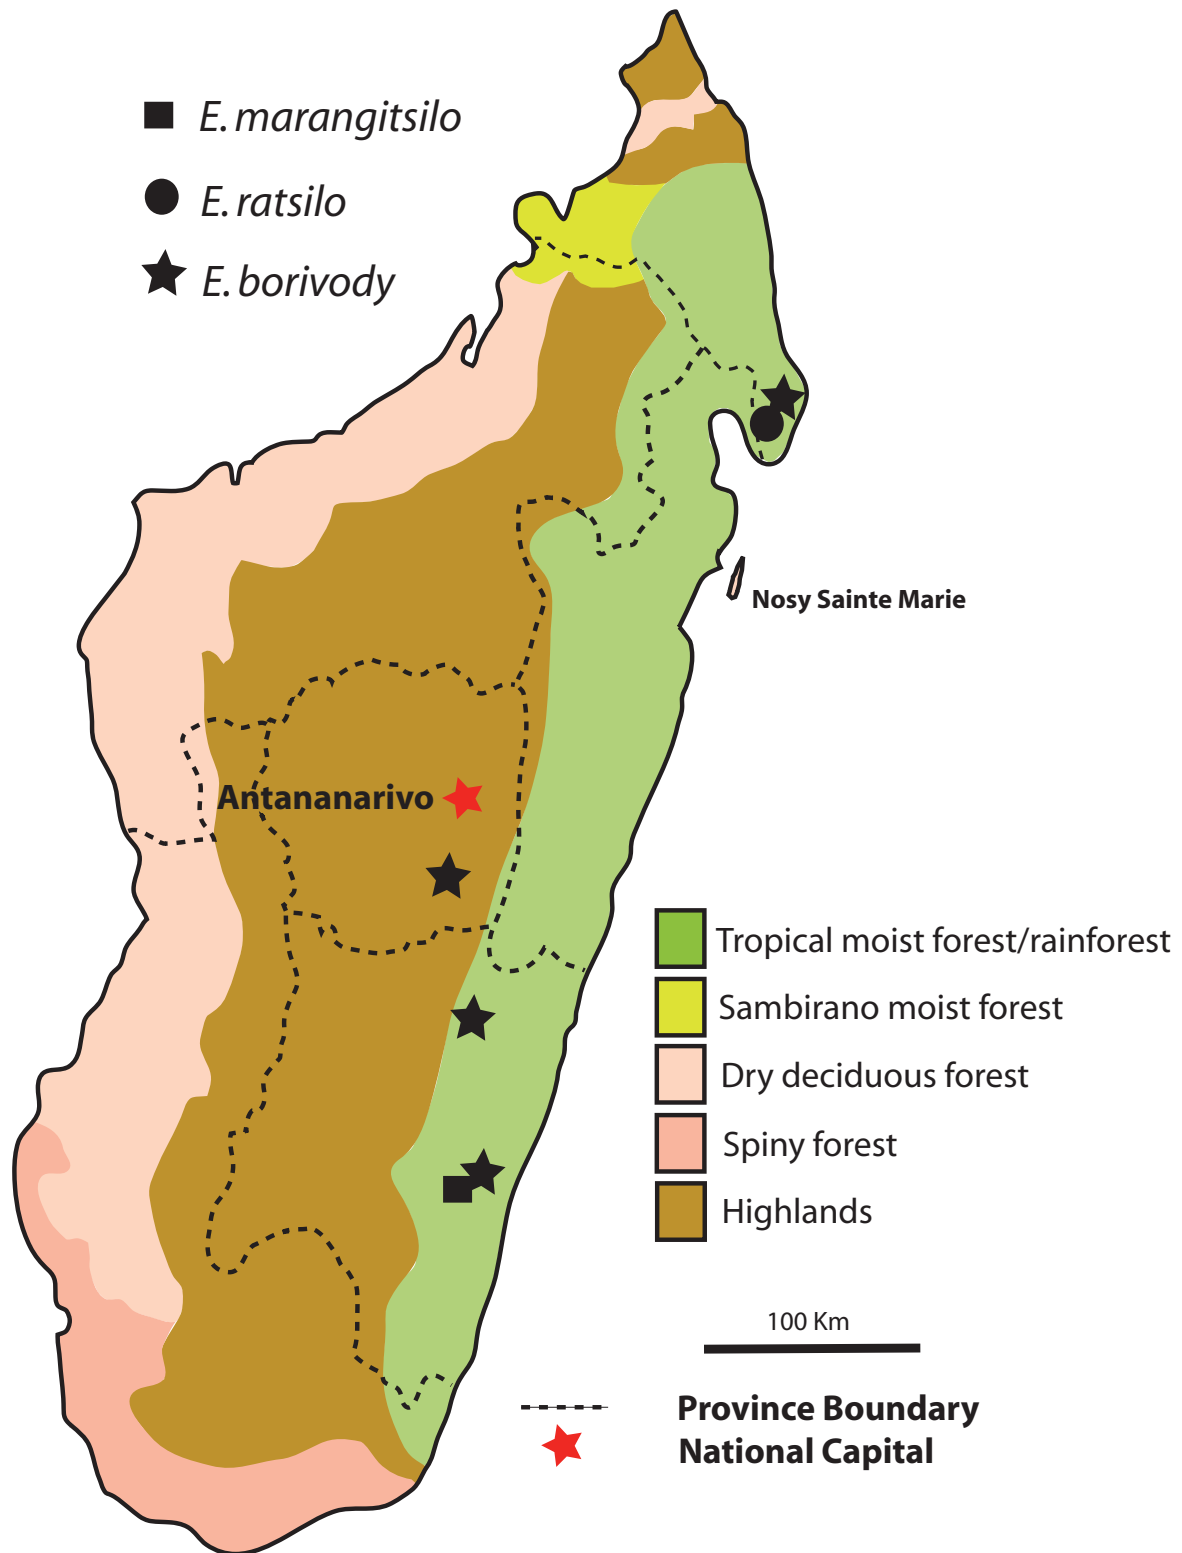 E. marangitsilo
E. ratsilo
E. borivody
Nosy Sainte Marie
Antananarivo
Tropical moist forest/rainforest
Sambirano moist forest
Dry deciduous forest
Spiny forest
Highlands
100 Km
Province Boundary
National Capital